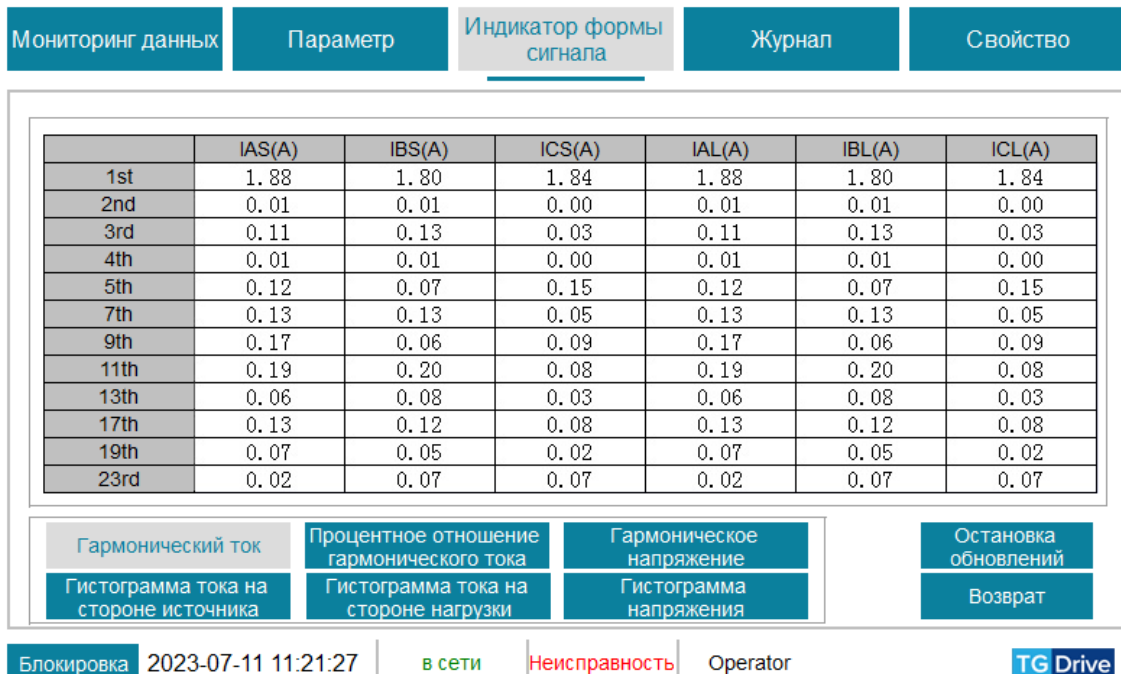 Мониторинг данных Параметр Индикатор формы Журнал Свойство
сигнала
IAS(A) IBS(A) ICS(A) IAL(A) IBL(A) ICL(A)
1st 1.88 1.80 1.84 1.88 1.80 1.84
2nd 0.01 0.01 0.00 0.01 0.01 0.00
3rd 0.11 0.13 0.03 0.11 0.13 0.03
4th 0.01 0.01 0.00 0.01 0.01 0.00
5th 0.12 0.07 0.15 0.12 0.07 0.15
7th 0.13 0.13 0.05 0.13 0.13 0.05
9th 0.17 0.06 0.09 0.17 0.06 0.09
11th 0.19 0.20 0.08 0.19 0.20 0.08
13th 0.06 0.08 0.03 0.06 0.08 0.03
17th 0.13 0.12 0.08 0.13 0.12 0.08
19th 0.07 0.05 0.02 0.07 0.05 0.02
23rd 0.02 0.07 0.07 0.02 0.07 0.07
Гармонический ток
Процентное отношение
гармонического тока
Гармоническое
напряжение
Остановка
обновлений
Гистограмма тока на
стороне источника
Гистограмма тока на
стороне нагрузки
Гистограмма
напряжения
Возврат
Блокировка 2023-07-11 11:21:27 в сети Неисправность Operator TG Drive